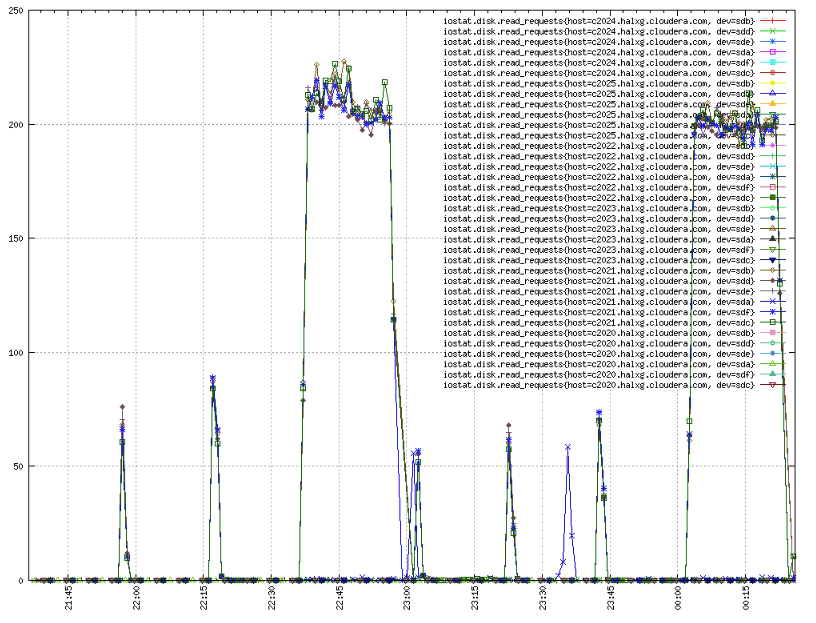 250
200
150
100
50
0
iostat.disk.read_requests{host=c2024.halxg.cloudera.com, dev=sdb}
iostat.disk.read_requests{host=c2024.halxg.cloudera.com, dev=sdd}
iostat.disk.read_requests{host=c2024.halxg.cloudera.com, dev=sde}
iostat.disk.read_requests{host=c2024.halxg.cloudera.com, dev=sda}
iostat.disk.read_requests{host=c2024.halxg.cloudera.com, dev=sdf}
iostat.disk.read_requests{host=c2024.halxg.cloudera.com, dev=sdc}
iostat.disk.read_requests{host=c2025.halxg.cloudera.com, dev=sdb}
iostat.disk.read_requests{host=c2025.halxg.cloudera.com,
iostat.disk.read_requests{host=c2025.halxg.cloudera.com,
iostat.disk.read_requests{host=c2025.halxg.cloudera.com,
iostat.disk.read_requests{host=c2025.halxg.cloudera.com,
iostat.disk.read_requests{host=c2025.halxg.cloudera.com,
iostat.disk.read_requests{host=c2022.halxg.cloudera.com,
iostat.disk.read_requests{host=c2022.halxg.cloudera.com, dev=sdd}
iostat.disk.read_requests{host=c2022.halxg.cloudera.com, dev=sde}
iostat.disk.read_requests{host=c2022.halxg.cloudera.com, dev=sda}
iostat.disk.read_requests{host=c2022.halxg.cloudera.com, dev=sdf}
iostat.disk.read_requests{host=c2022.halxg.cloudera.com, dev=sdc}
iostat.disk.read_requests{host=c2023.halxg.cloudera.com, dev=sdb}
iostat.disk.read_requests{host=c2023.halxg.cloudera.com, dev=sdd}
iostat.disk.read_requests{host=c2023.halxg.cloudera.com, dev=sde}
iostat.disk.read_requests{host=c2023.halxg.cloudera.com, dev=sda}
iostat.disk.read_requests{host=c2023.halxg.cloudera.com, dev=sdf}
iostat.disk.read_requests{host=c2023.halxg.cloudera.com, dev=sdc}
iostat.disk.read_requests{host=c2021.halxg.cloudera.com, dev=sdb}
iostat.disk.read_requests{host=c2021.halxg.cloudera.com, dev=sdd}
iostat.disk.read_requests{host=c2021.halxg.cloudera.com, dev=sde}
iostat.disk.read_requests{host=c2021.halxg.cloudera.com, dev=sda}
iostat.disk.read_requests{host=c2021.halxg.cloudera.com, dev=sdf}
iostat.disk.read_requests{host=c2021.halxg.cloudera.com, dev=sdc}
iostat.disk.read_requests{host=c2020.halxg.cloudera.com, dev=sdb}
iostat.disk.read_requests{host=c2020.halxg.cloudera.com, dev=sdd}
iostat.disk.read_requests{host=c2020.halxg.cloudera.com, dev=sde}
iostat.disk.read_requests{host=c2020.halxg.cloudera.com, dev=sda}
iostat.disk.read_requests{host=c2020.halxg.cloudera.com, dev=sdf}
iostat.disk.read_requests{host=c2020.halxg.cloudera.com, dev=sdc}
21:45
22:00
22:15
22:30
22:45
23:00
23:15
23:30
23:45
00:00
00:15